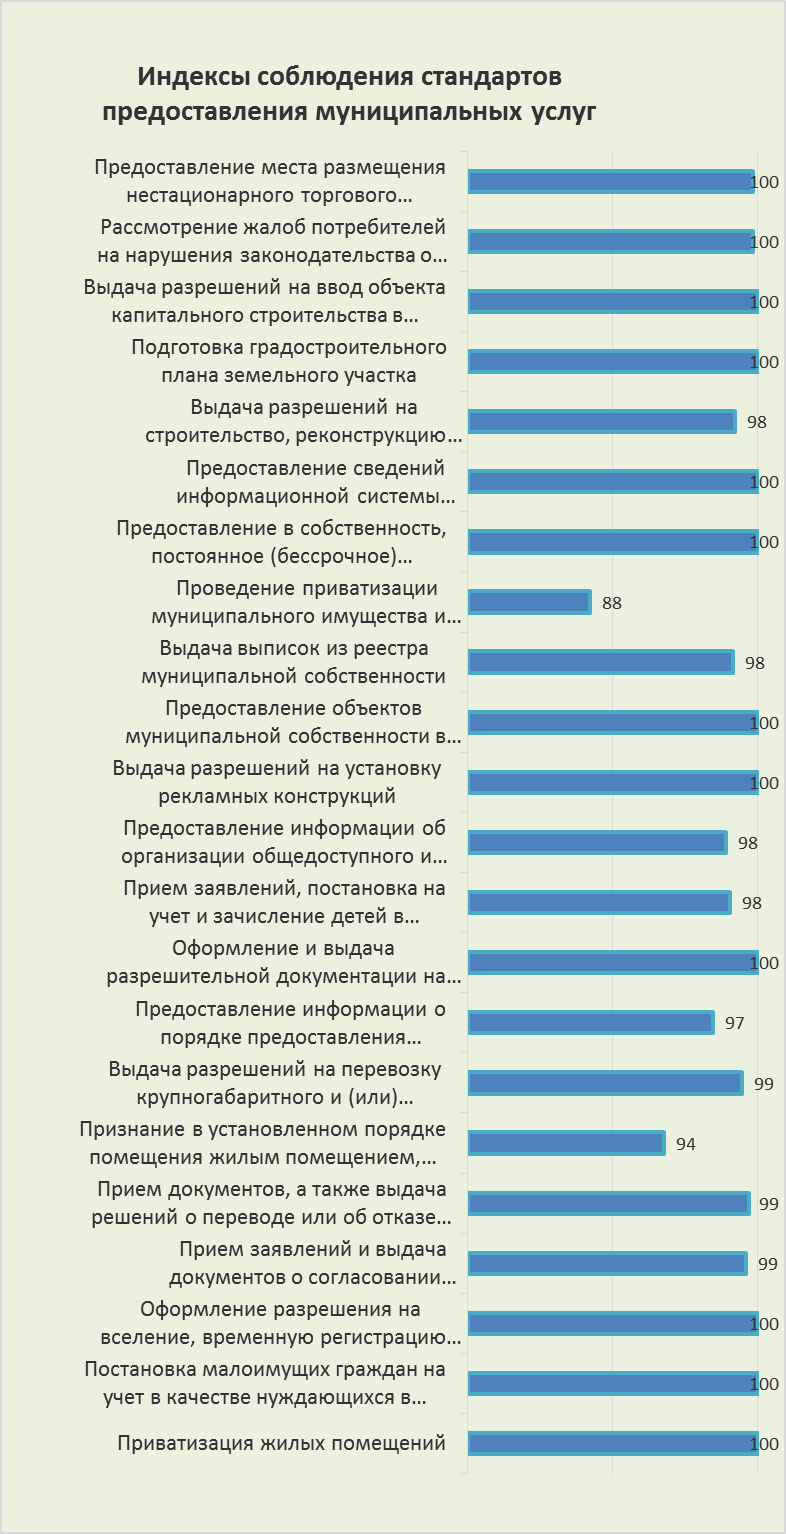 Индексы соблюдения стандартов
предоставления муниципальных услуг
Предоставление места размещения
нестационарного торгового…
100
Рассмотрение жалоб потребителей
на нарушения законодательства о…
100
Выдача разрешений на ввод объекта
капитального строительства в…
100
Подготовка градостроительного
плана земельного участка
100
Выдача разрешений на
строительство, реконструкцию…
98
Предоставление сведений
информационной системы…
100
Предоставление в собственность,
постоянное (бессрочное)…
100
Проведение приватизации
муниципального имущества и…
88
Выдача выписок из реестра
муниципальной собственности
98
Предоставление объектов
муниципальной собственности в…
100
Выдача разрешений на установку
рекламных конструкций
100
Предоставление информации об
организации общедоступного и…
98
Прием заявлений, постановка на
учет и зачисление детей в…
98
Оформление и выдача
разрешительной документации на…
100
Предоставление информации о
порядке предоставления…
97
Выдача разрешений на перевозку
крупногабаритного и (или)…
99
Признание в установленном порядке
помещения жилым помещением,…
94
Прием документов, а также выдача
решений о переводе или об отказе…
99
Прием заявлений и выдача
документов о согласовании…
99
Оформление разрешения на
вселение, временную регистрацию…
100
Постановка малоимущих граждан на
учет в качестве нуждающихся в…
100
Приватизация жилых помещений
100